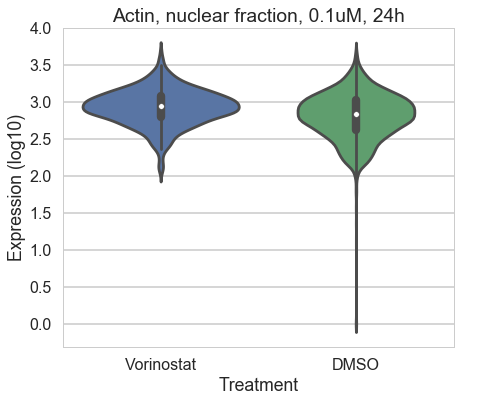 Actin, nuclear fraction, 0.1uM, 24h
4.0
3.5
3.0
2.5
2.0
1.5
1.0
0.5
0.0
Expression (log10)
Vorinostat DMSO
Treatment